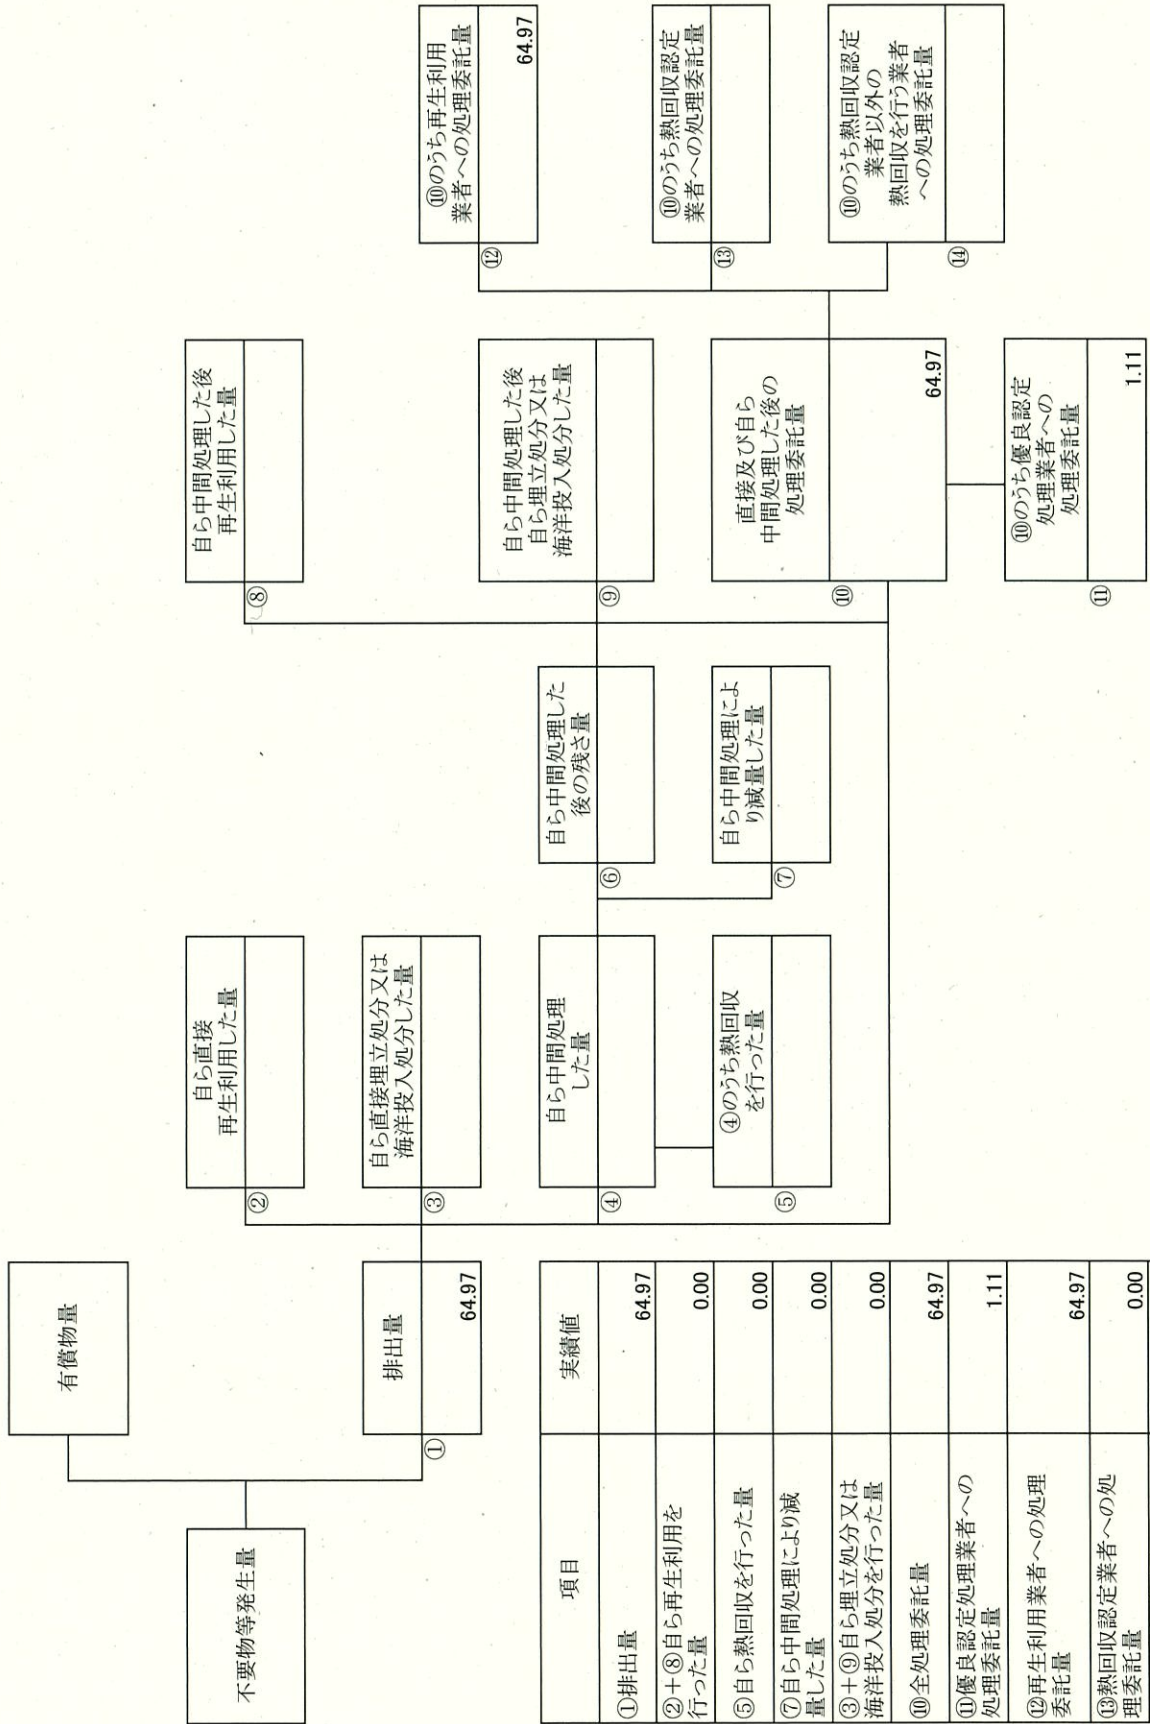 不要物等発生量
有償物量
排出量
①
64.97
自ら直接
再生利用した量
②
自ら直接埋立処分又は
海洋投入処分した量
③
自ら中間処理
した量
④
④のうち熱回収
を行った量
⑤
自ら中間処理した
後の残さ量
⑥
自ら中間処理によ
り減量した量
⑦
自ら中間処理した後
再生利用した量
⑧
自ら中間処理した後
自ら埋立処分又は
海洋投入処分した量
⑨
直接及び自ら
中間処理した後の
処理委託量
⑩
64.97
⑩のうち優良認定
処理業者への
処理委託量
⑪
1.11
⑩のうち再生利用
業者への処理委託量
⑫
64.97
⑩のうち熱回収認定
業者への処理委託量
⑬
⑩のうち熱回収認定
業者以外の
熱回収を行う業者
への処理委託量
⑭
項目 実績値
①排出量 64.97
②+⑧自ら再生利用を
行った量 0.00
⑤自ら熱回収を行った量 0.00
⑦自ら中間処理により減
量した量 0.00
③+⑨自ら埋立処分又は
海洋投入処分を行った量 0.00
⑩全処理委託量 64.97
⑪優良認定処理業者への
処理委託量 1.11
⑫再生利用業者への処理
委託量 64.97
⑬熱回収認定業者への処
理委託量 0.00